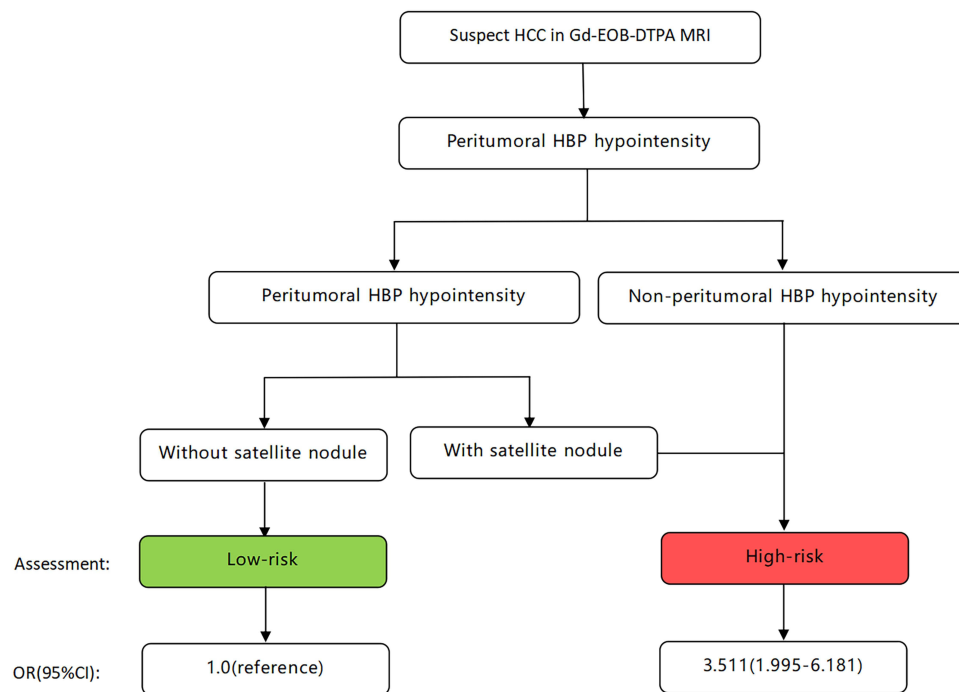 Suspect HCC in Gd-EOB-DTPA MRI
Peritumoral HBP hypointensity
Peritumoral HBP hypointensity
Non-peritumoral HBP hypointensity
Without satellite nodule
With satellite nodule
Assessment:
Low-risk
High-risk
OR(95%CI):
1.0(reference)
3.511(1.995-6.181)